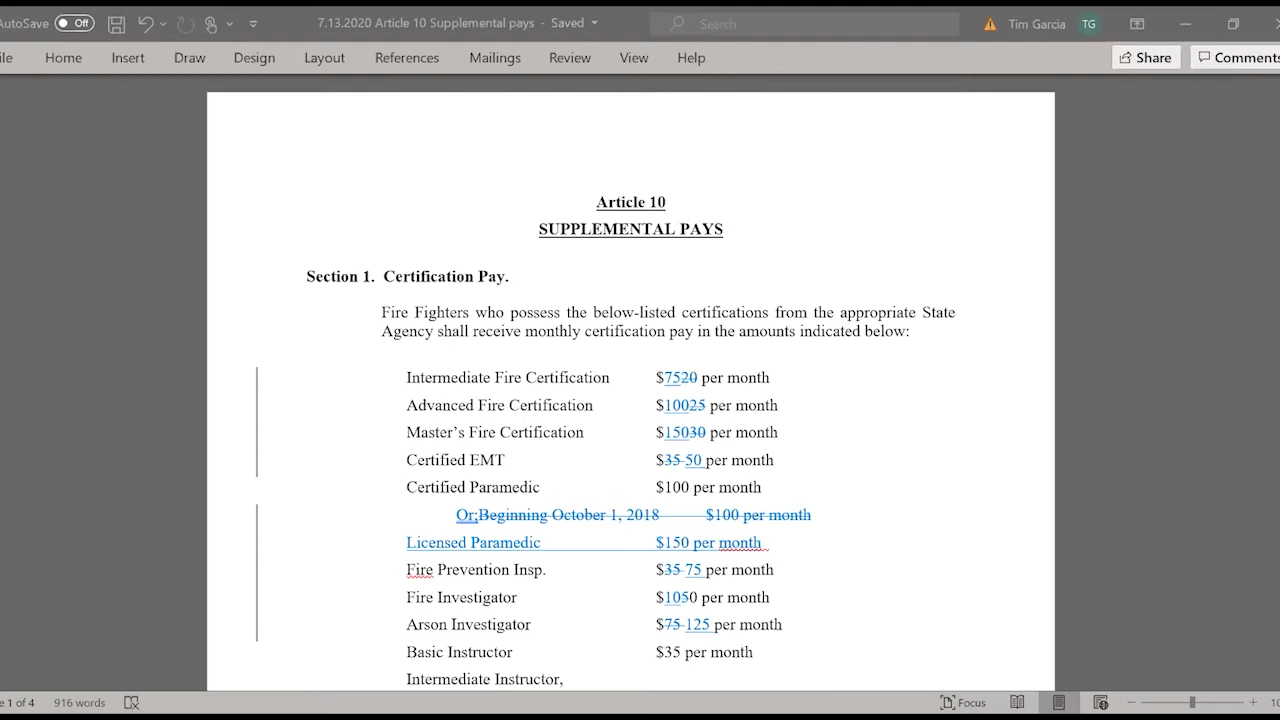 AutoSave Off 7.13.2020 Article 10 Supplemental pays - Saved Search Tim Garcia TG
ile Home Insert Draw Design Layout References Mailings Review View Help Share Comments
Article 10
SUPPLEMENTAL PAYS
Section 1. Certification Pay.
Fire Fighters who possess the below-listed certifications from the appropriate State
Agency shall receive monthly certification pay in the amounts indicated below:
Intermediate Fire Certification $7520 per month
Advanced Fire Certification $10025 per month
Master's Fire Certification $15030 per month
Certified EMT $35 50 per month
Certified Paramedic $100 per month
Or;Beginning October 1, 2018 $100 per month
Licensed Paramedic $150 per month
Fire Prevention Insp. $35 75 per month
Fire Investigator $1050 per month
Arson Investigator $75 125 per month
Basic Instructor $35 per month
Intermediate Instructor,
e 1 of 4 916 words Focus 10